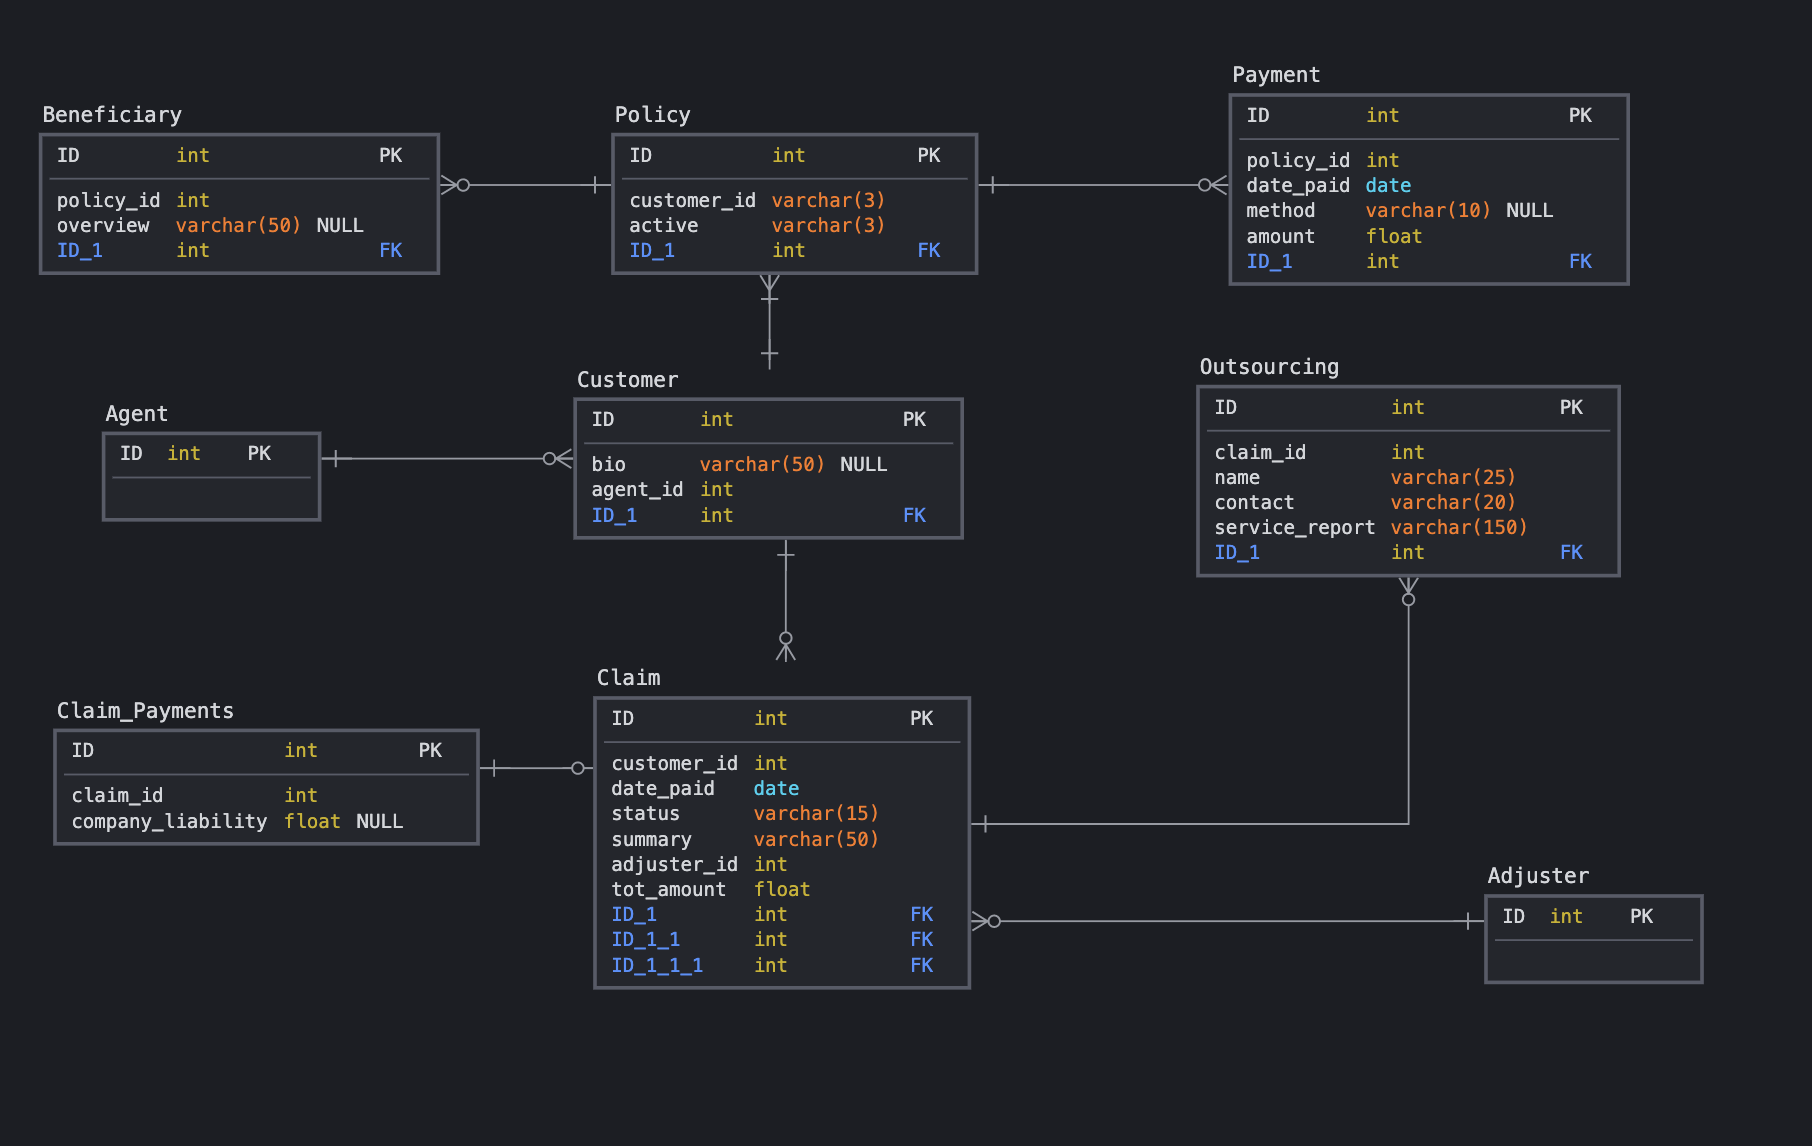 Payment
ID int PK
policy_id int
date_paid date
method varchar(10) NULL
amount float
ID_1 int FK
Beneficiary
ID int PK
policy_id int
overview varchar(50) NULL
ID_1 int FK
Policy
ID int PK
customer_id varchar(3)
active varchar(3)
ID_1 int FK
Outsourcing
ID int PK
claim_id int
name varchar(25)
contact varchar(20)
service_report varchar(150)
ID_1 int FK
Customer
ID int PK
bio varchar(50) NULL
agent_id int
ID_1 int FK
Agent
ID int PK
Claim
ID int PK
customer_id int
date_paid date
status varchar(15)
summary varchar(50)
adjuster_id int
tot_amount float
ID_1 int FK
ID_1_1 int FK
ID_1_1_1 int FK
Claim_Payments
ID int PK
claim_id int
company_liability float NULL
Adjuster
ID int PK